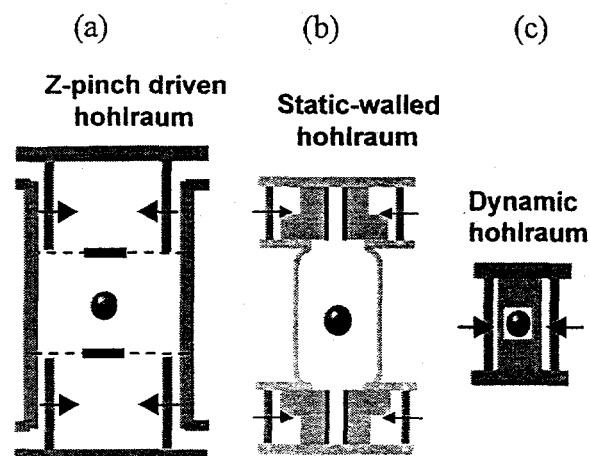 (a)
(b)
(c)
Z-pinch driven
hohlraum
Static-walled
hohlraum
Dynamic
hohlraum